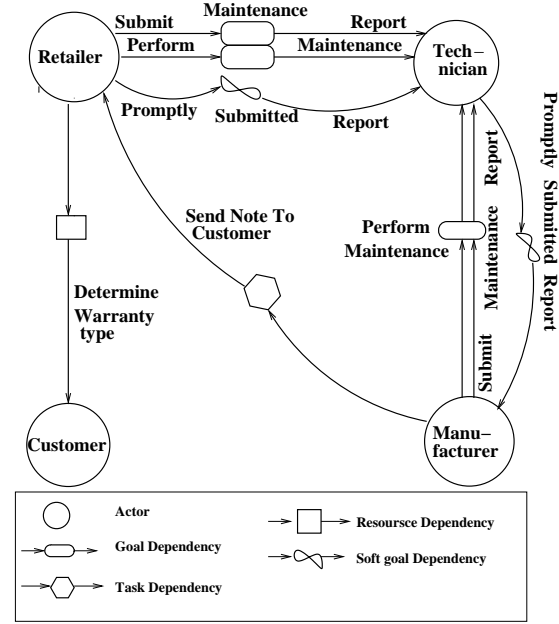 Maintenance
Submit
Report
Perform
Maintenance
Retailer
Tech-
nician
Promptly
Submitted
Report
Send Note To
Customer
Perform
Maintenance
Submit Maintenance Report
Promptly Submitted Report
Determine
Warranty
type
Customer
Manu-
facturer
Actor
Goal Dependency
Task Dependency
Resoursce Dependency
Soft goal Dependency